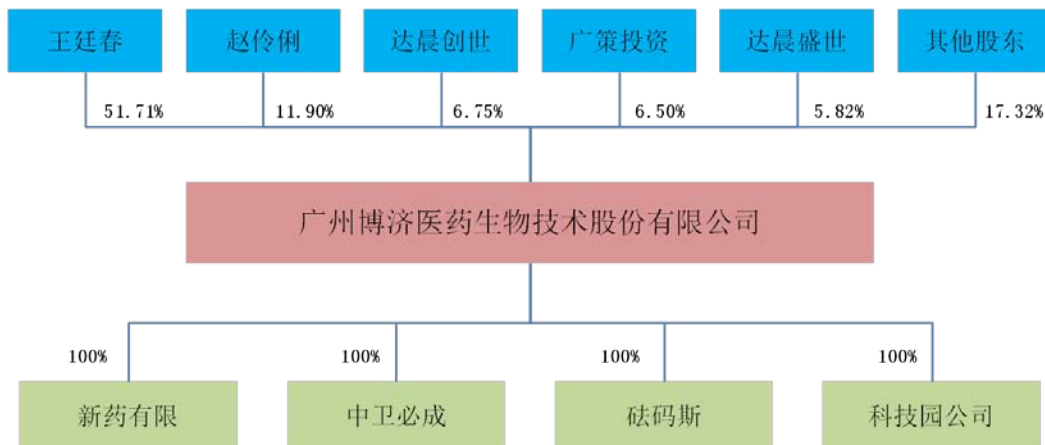 王廷春 赵伶俐 达晨创世 广策投资 达晨盛世 其他股东
51.71% 11.90% 6.75% 6.50% 5.82% 17.32%
广州博济医药生物技术股份有限公司
100% 100% 100% 100%
新药有限 中卫必成 砝码斯 科技园公司